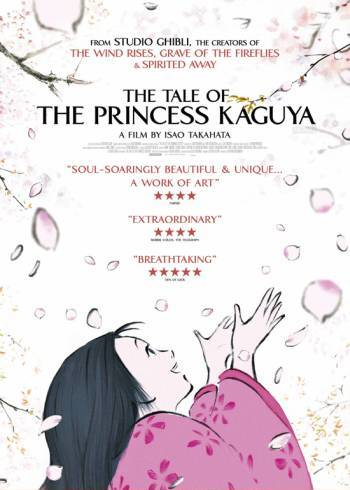 FROM STUDIO GHIBLI, THE CREATORS OF
THE WIND RISES, GRAVE OF THE FIREFLIES
& SPIRITED AWAY
THE TALE OF
THE PRINCESS KAGUYA
A FILM BY ISAO TAKAHATA
“SOUL-SOARINGLY BEAUTIFUL & UNIQUE...
A WORK OF ART”
★★★★
“EXTRAORDINARY”
★★★★
“BREATHTAKING”
★★★★★